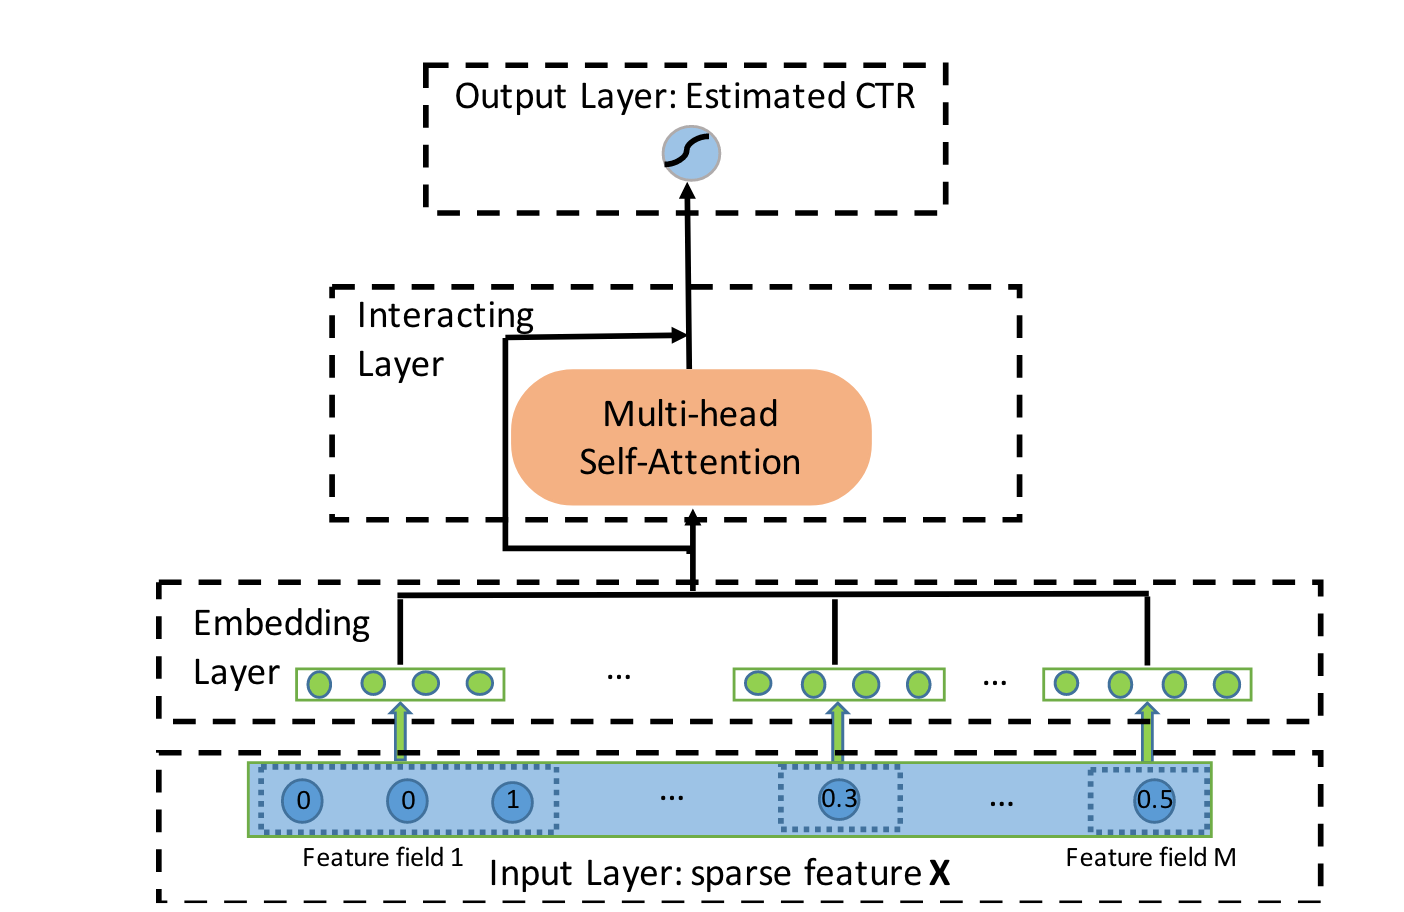 Output Layer: Estimated CTR
Interacting
Layer
Multi-head
Self-Attention
Embedding
Layer
... ...
0 0 1 ... 0.3 ... 0.5
Feature field 1 Feature field M
Input Layer: sparse feature X